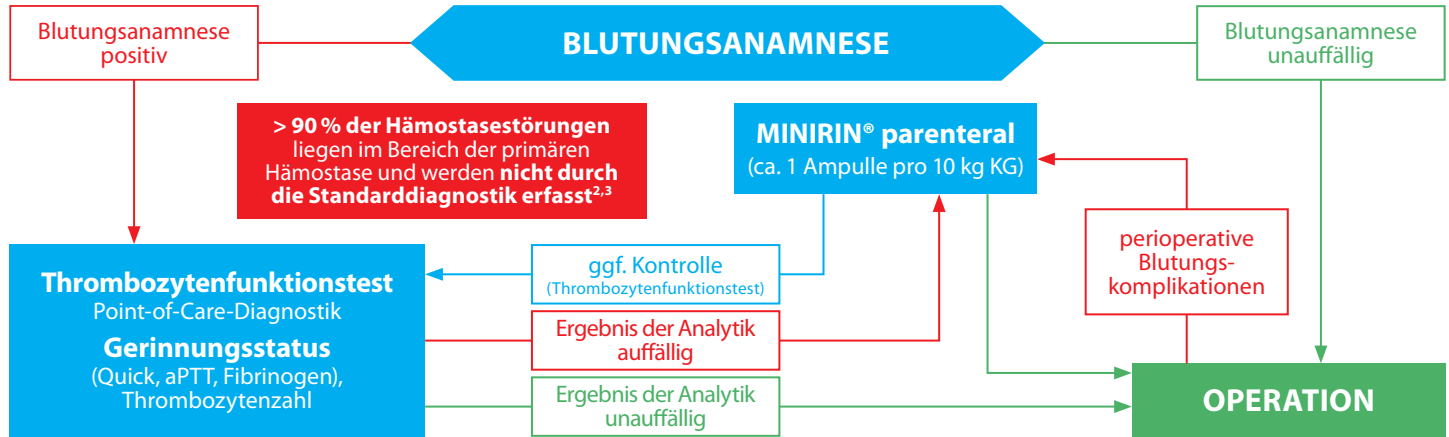 Blutungsanamnese
positiv
BLUTUNGSANAMNESE
Blutungsanamnese
unauffällig
> 90 % der Hämostasestörungen
liegen im Bereich der primären
Hämostase und werden nicht durch
die Standarddiagnostik erfasst2,3
MINIRIN® parenteral
(ca. 1 Ampulle pro 10 kg KG)
perioperative
Blutungs-
komplikationen
Thrombozytenfunktionstest
Point-of-Care-Diagnostik
Gerinnungsstatus
(Quick, aPTT, Fibrinogen),
Thrombozytenzahl
ggf. Kontrolle
(Thrombozytenfunktionstest)
Ergebnis der Analytik
auffällig
Ergebnis der Analytik
unauffällig
OPERATION